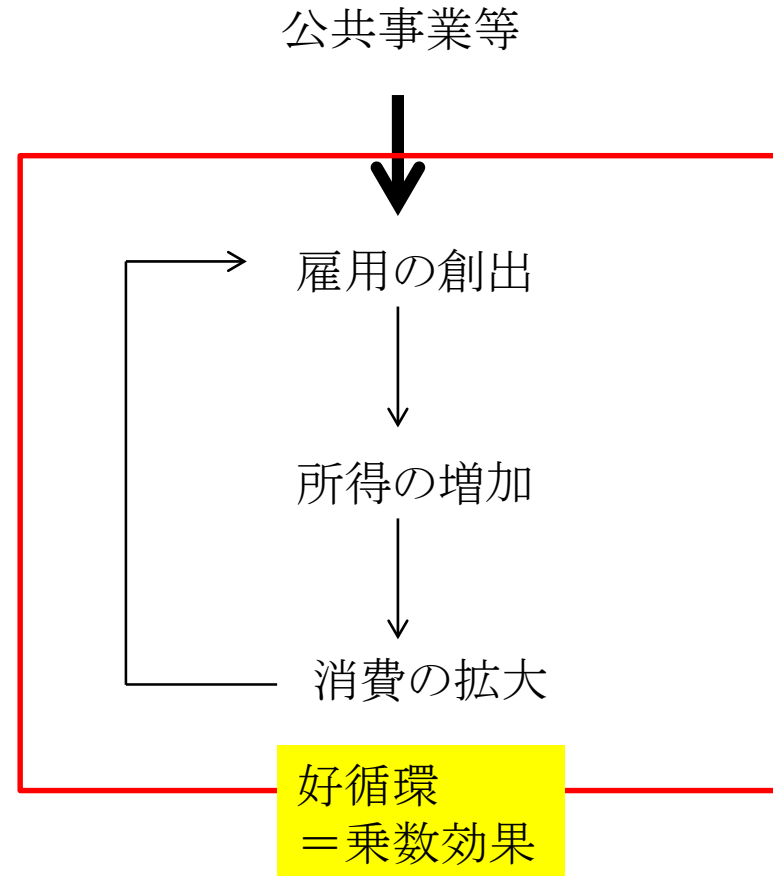 公共事業等
雇用の創出
所得の増加
消費の拡大
好循環
＝乗数効果